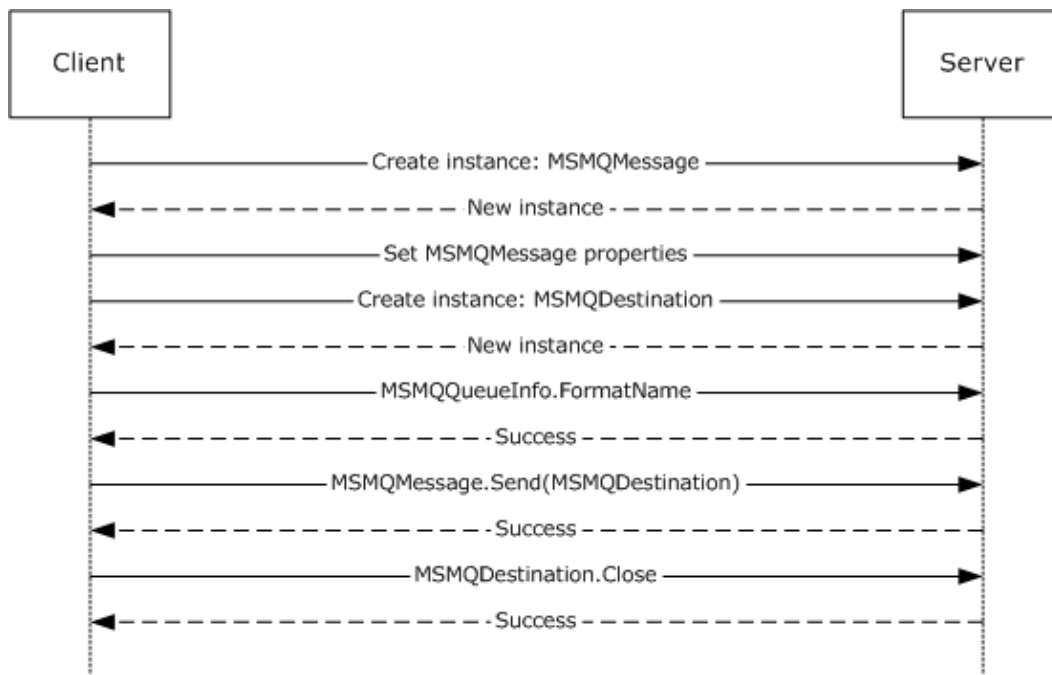 Client
Server
Create instance: MSMQMessage
New instance
Set MSMQMessage properties
Create instance: MSMQDestination
New instance
MSMQQueueInfo.FormatName
Success
MSMQMessage.Send(MSMQDestination)
Success
MSMQDestination.Close
Success